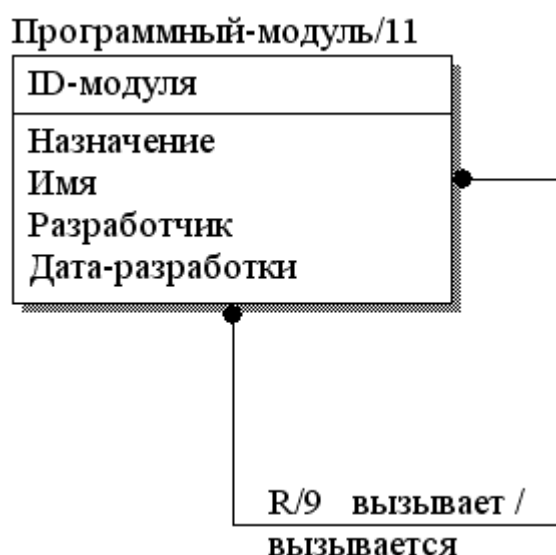 Программный-модуль/11
ID-модуля
Назначение
Имя
Разработчик
Дата-разработки
R/9 вызывает /
вызывается